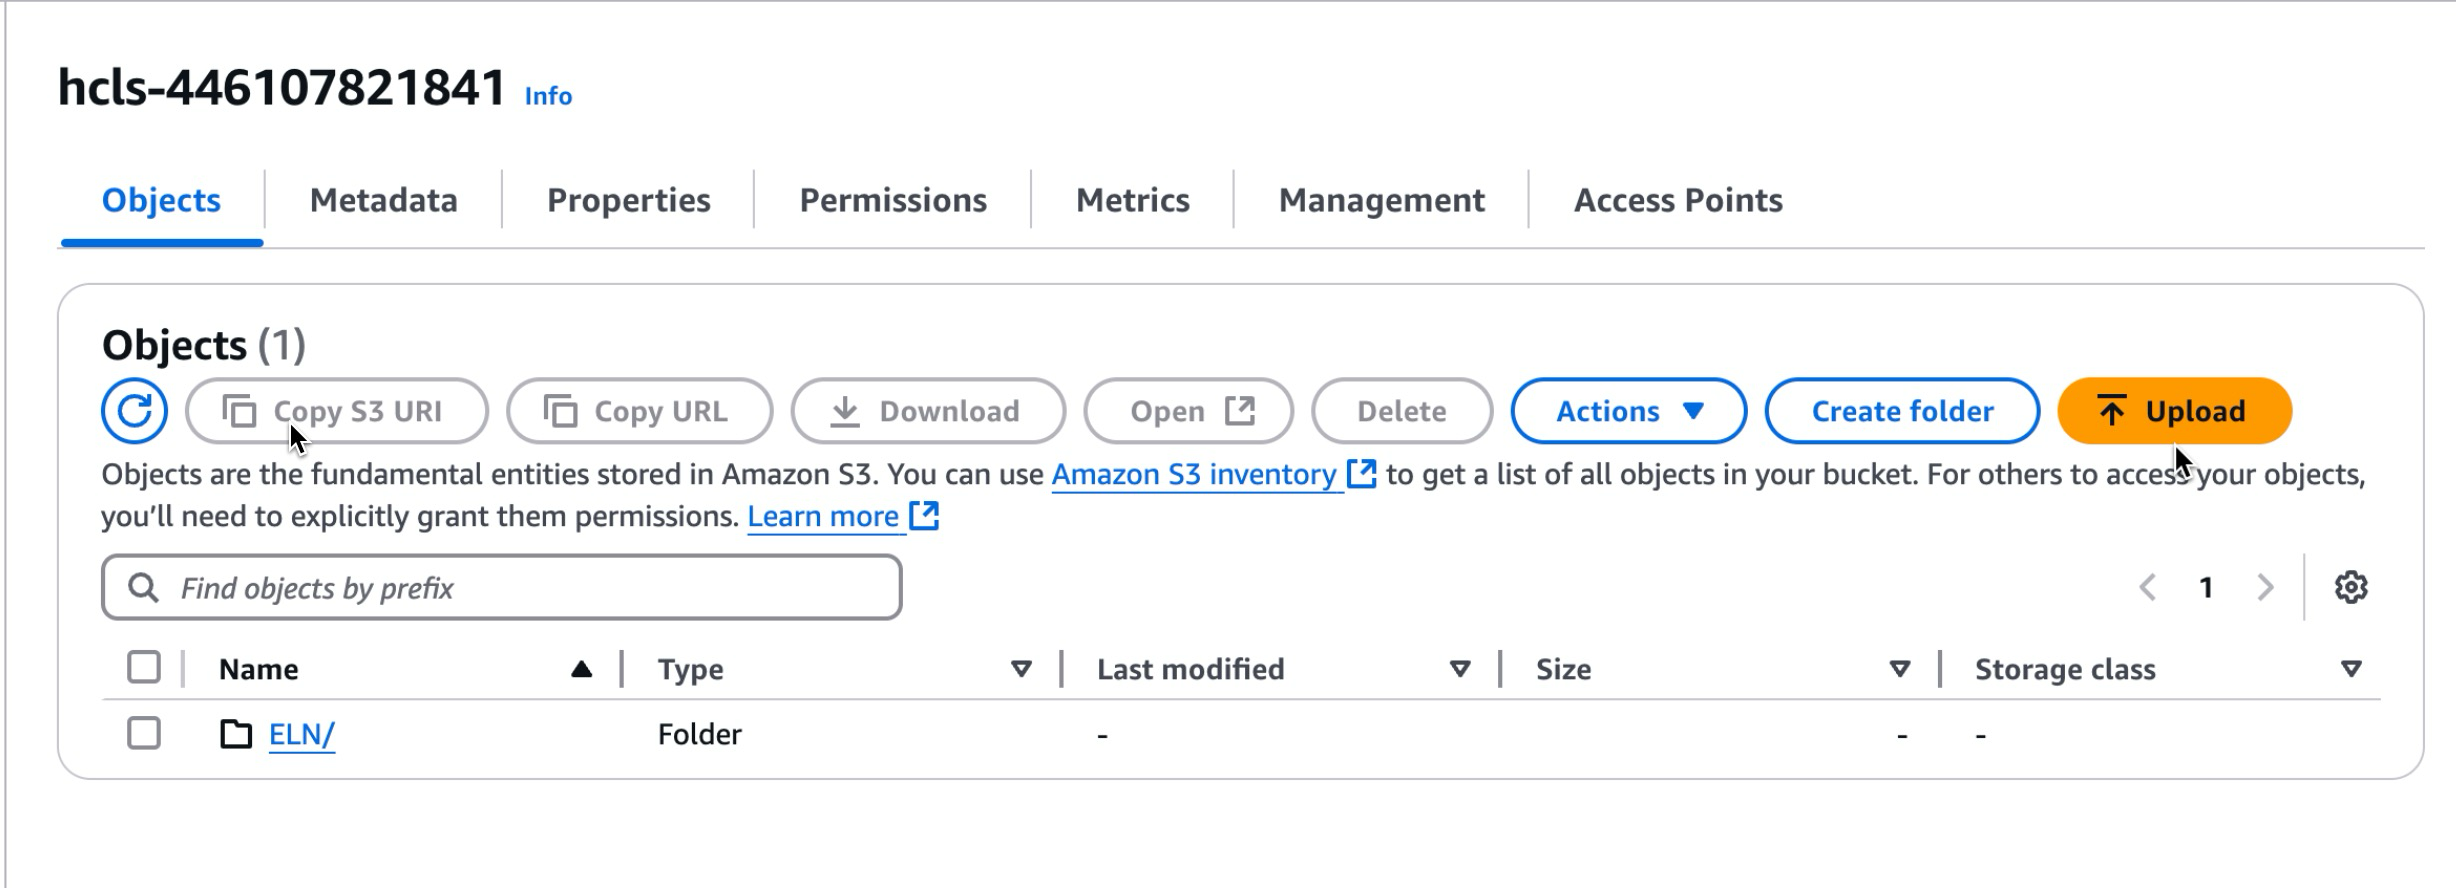 hcls-446107821841 Info
Objects Metadata Properties Permissions Metrics Management Access Points
Objects (1)
Copy S3 URI Copy URL Download Open Delete Actions Create folder Upload
Objects are the fundamental entities stored in Amazon S3. You can use Amazon S3 inventory to get a list of all objects in your bucket. For others to access your objects,
you’ll need to explicitly grant them permissions. Learn more
Find objects by prefix 1
Name Type Last modified Size Storage class
ELN/ Folder - - -